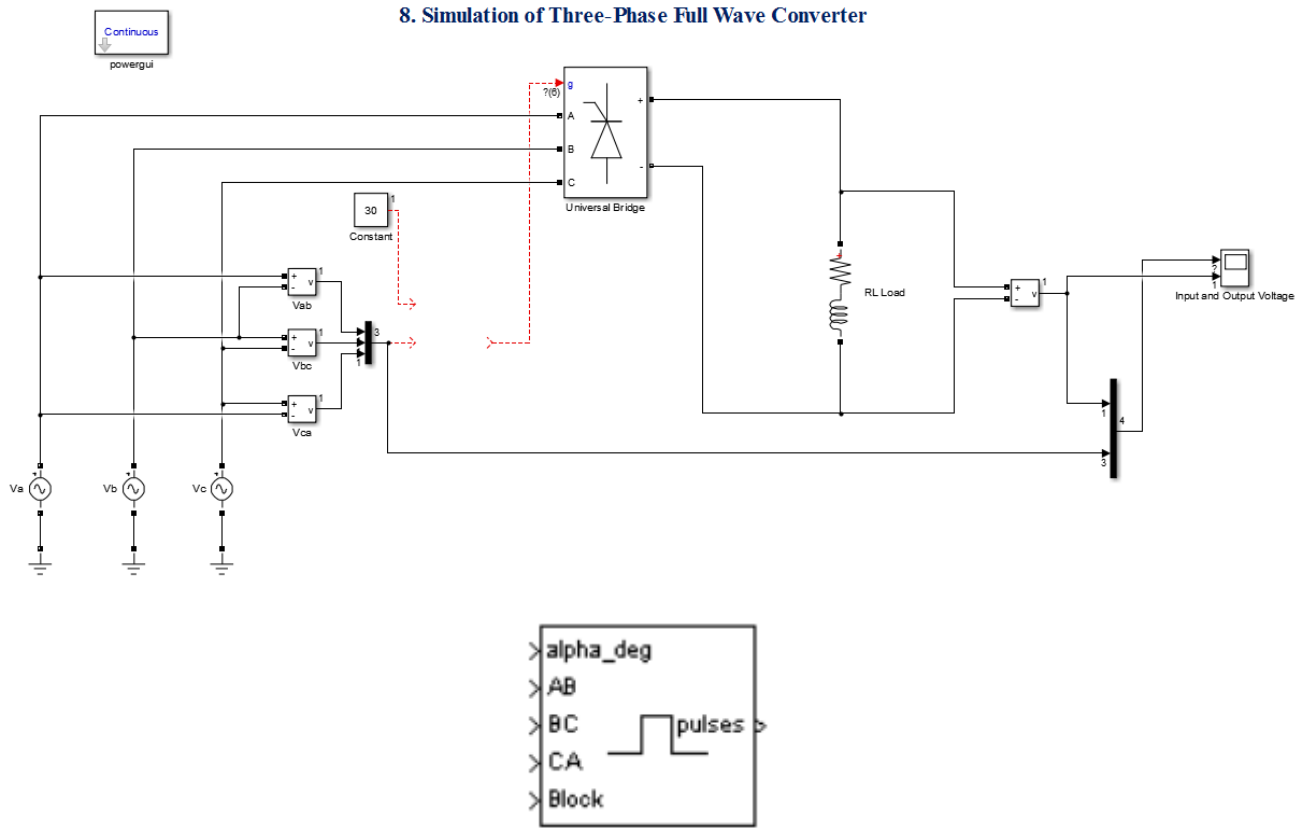 8. Simulation of Three-Phase Full Wave Converter
Continuous
powergui
g
?(6)
A
B
C
+
-
Universal Bridge
1
30
Constant
+
-
v
1
Vab
+
-
v
1
Vbc
+
-
v
1
Vca
3
1
+
RL Load
+
-
v
1
?
1
Input and Output Voltage
1
3
4
+
Va
+
Vb
+
Vc
alpha_deg
AB
BC
pulses
CA
Block